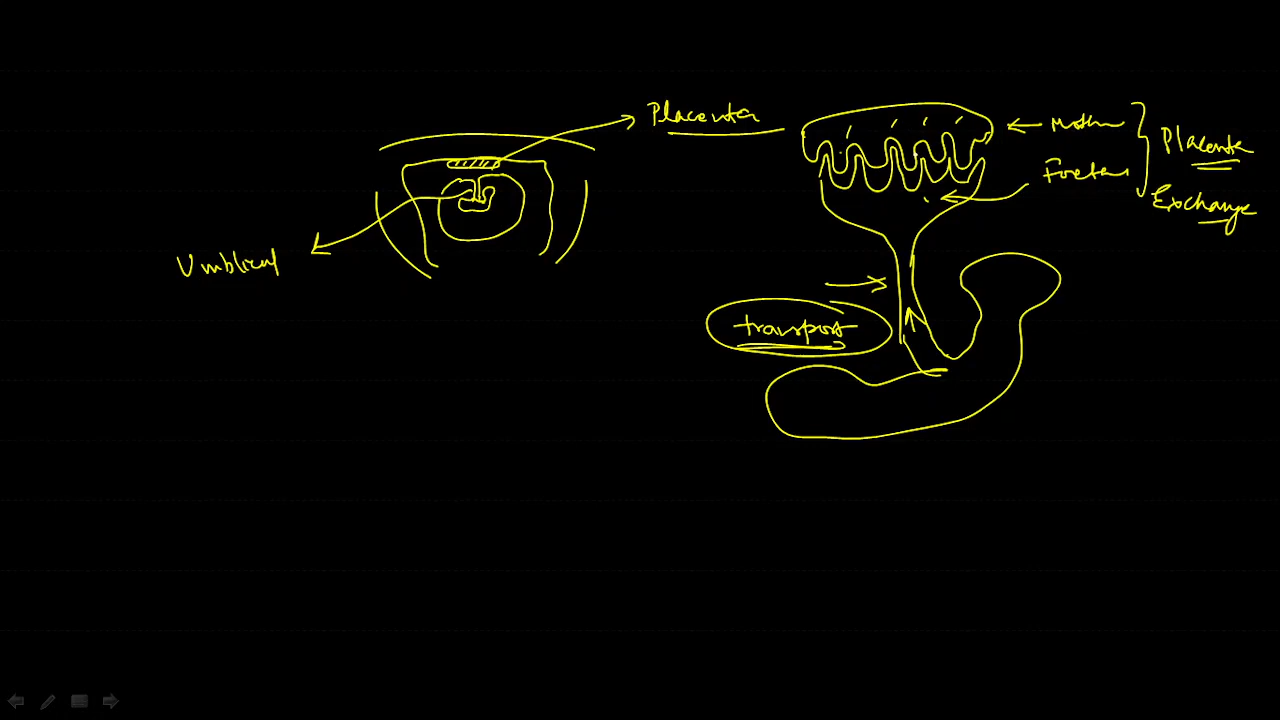 Placenta
Mother
Placenta
Foetus
Exchange
Umblical
transport